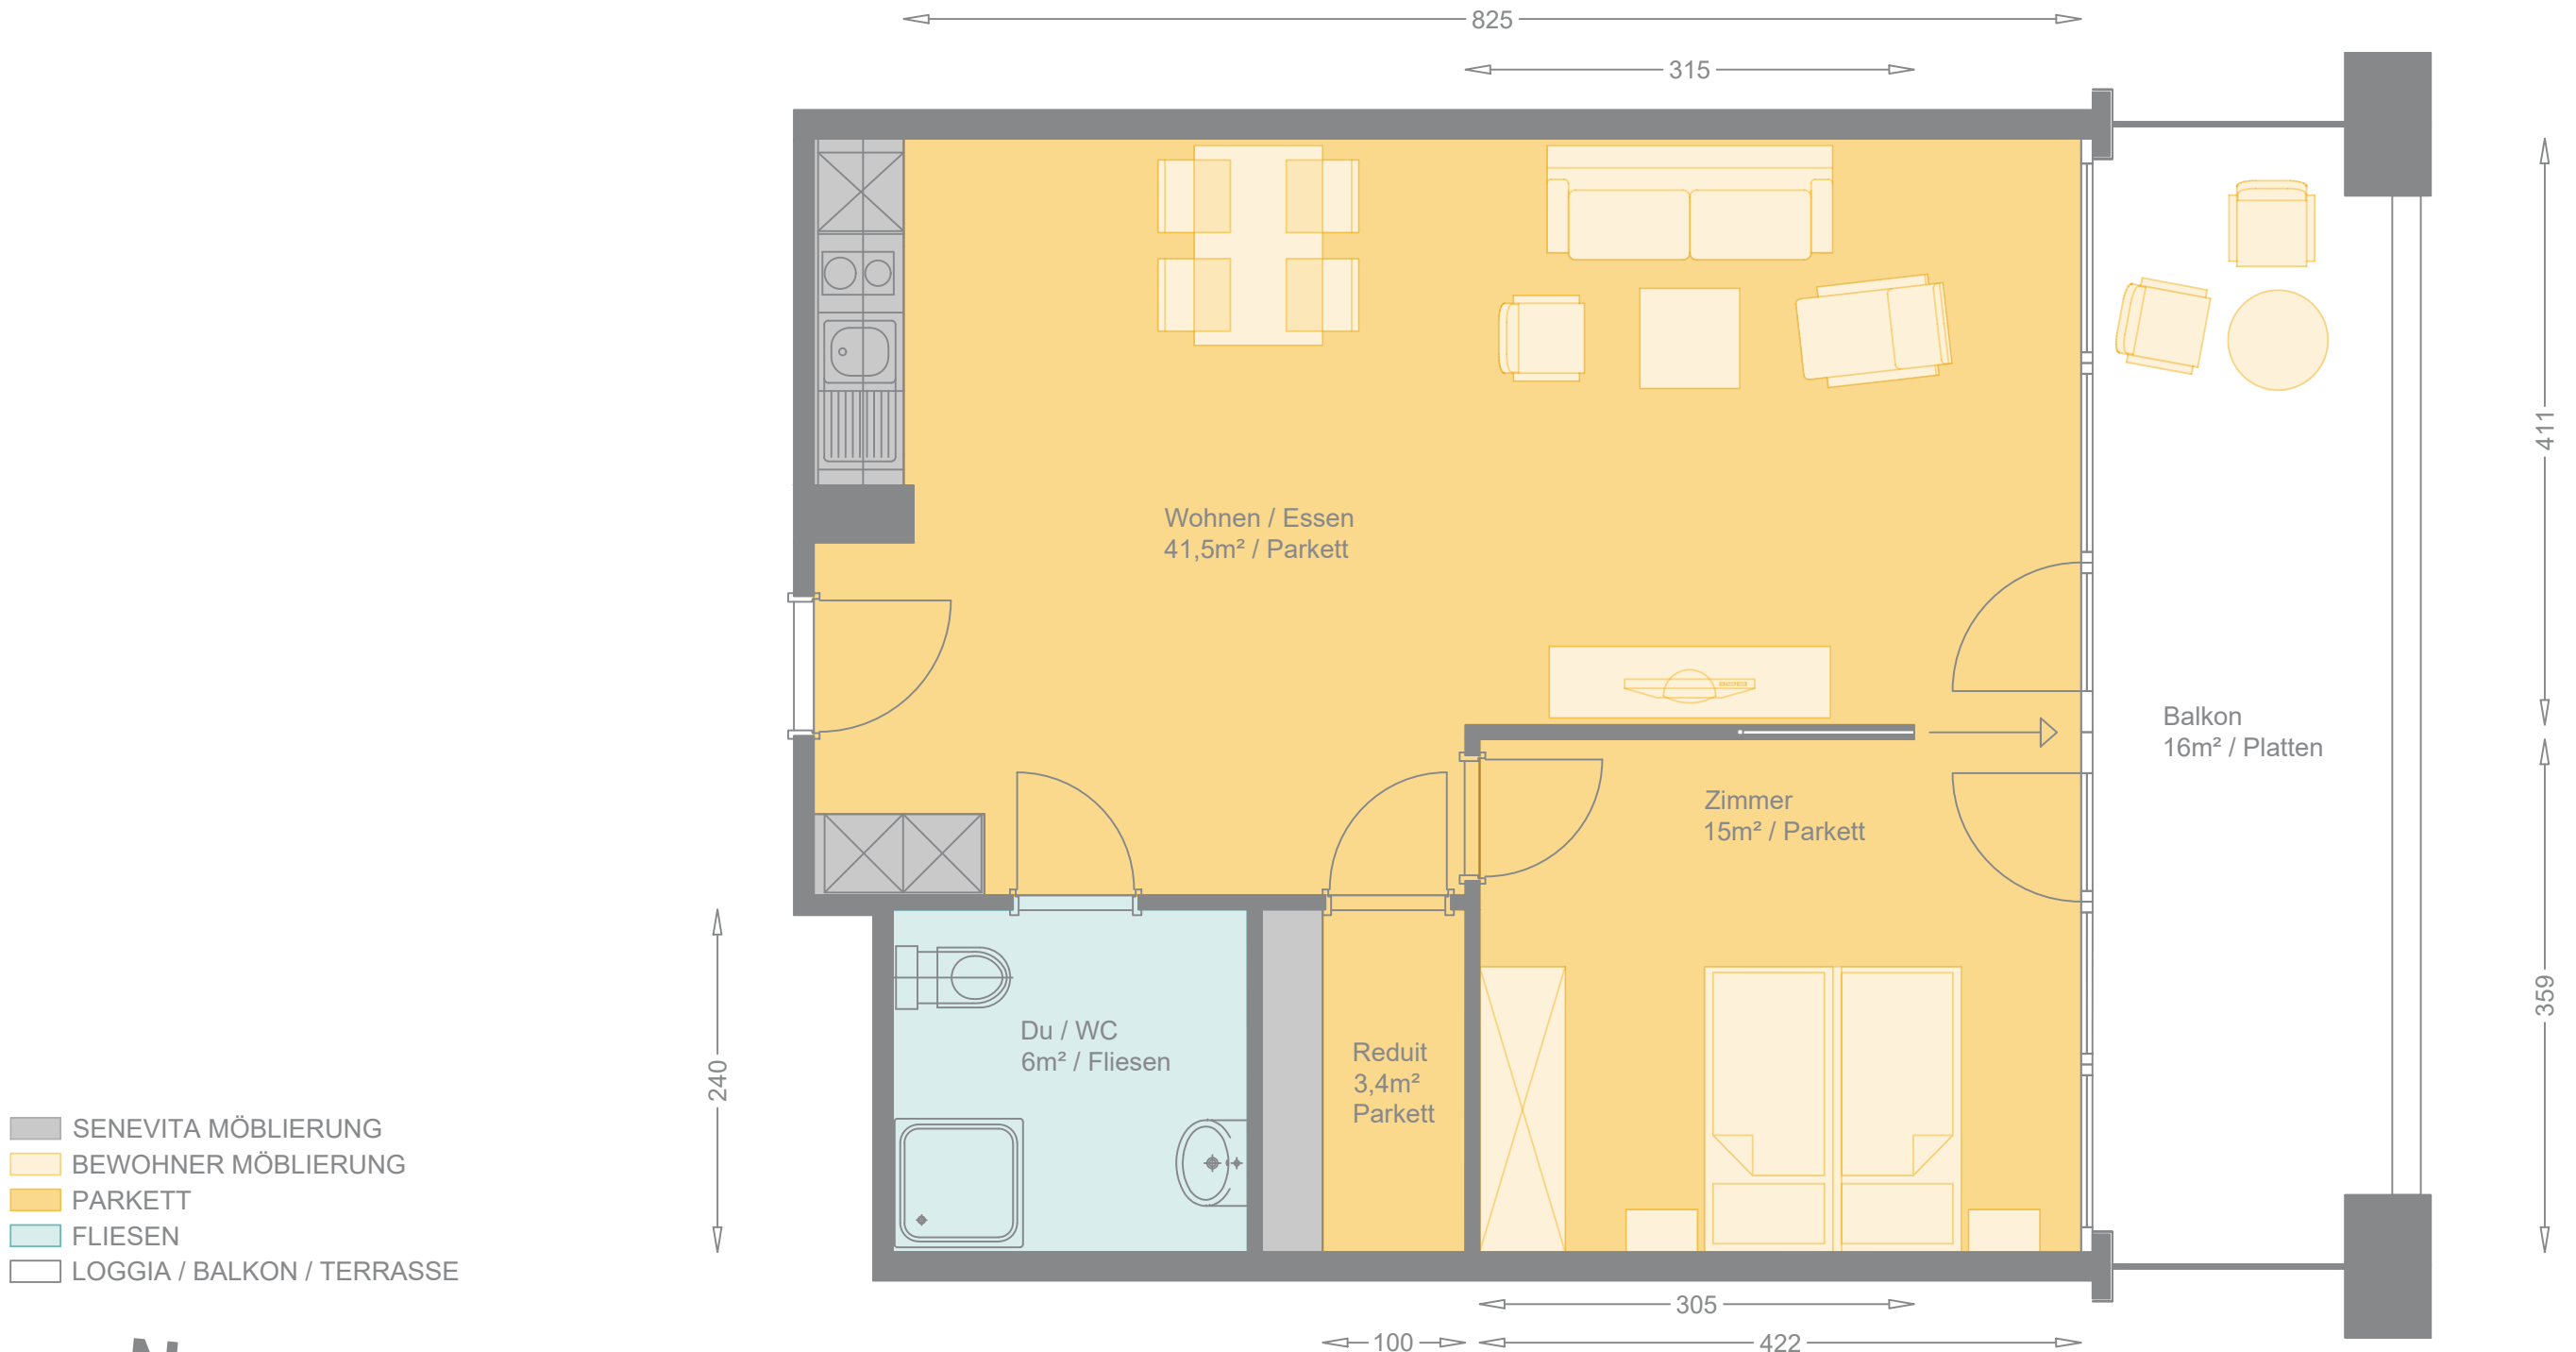 825
315
411
Wohnen / Essen
41,5m² / Parkett
Balkon
16m² / Platten
Zimmer
15m² / Parkett
359
Du / WC
6m² / Fliesen
Reduit
3,4m²
Parkett
240
SENEVITA MÖBLIERUNG
BEWOHNER MÖBLIERUNG
PARKETT
FLIESEN
LOGGIA / BALKON / TERRASSE
305
100
422
N